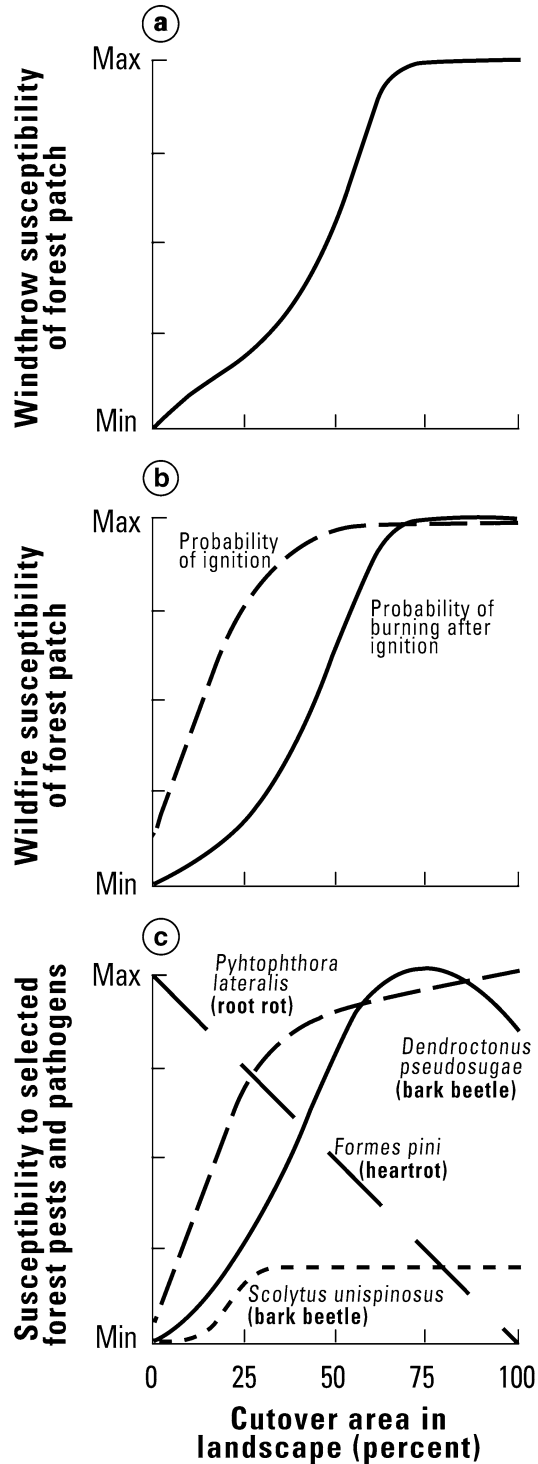 a
Max
Windthrow susceptibility
of forest patch
Min
b
Max
Probability
of ignition
Probability of
burning after
ignition
Wildfire susceptibility
of forest patch
Min
c
Max
Pyhtophthora
lateralis
(root rot)
Dendroctonus
pseudosugae
(bark beetle)
Formes pini
(heartrot)
Scolytus unispinosus
(bark beetle)
Susceptibility to selected
forest pests and pathogens
Min
0 25 50 75 100
Cutover area in
landscape (percent)